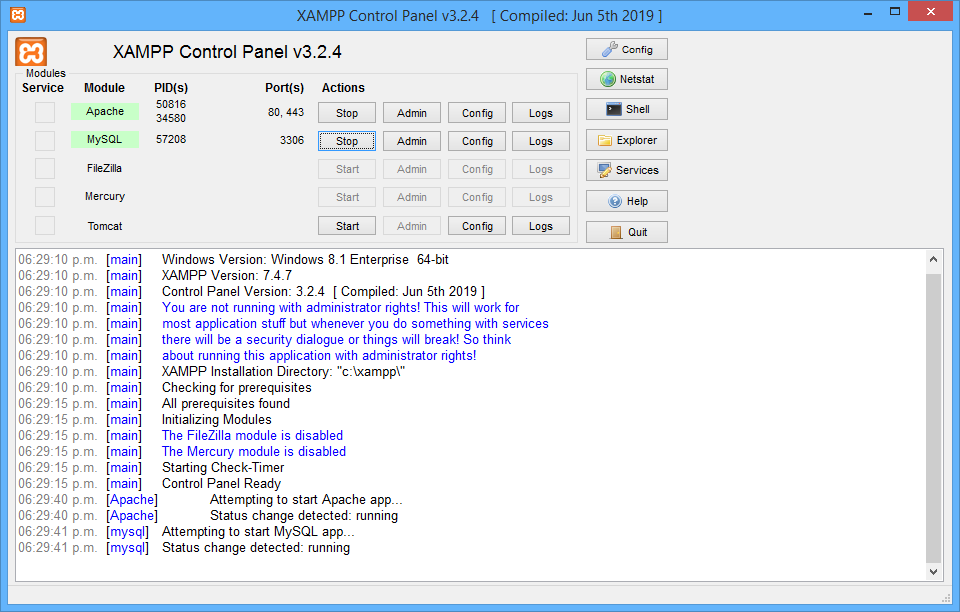 XAMPP Control Panel v3.2.4   [ Compiled: Jun 5th 2019 ]
XAMPP Control Panel v3.2.4
Config
Modules
Service Module PID(s) Port(s) Actions
Netstat
Apache 50816 34580 80, 443 Stop Admin Config Logs
Shell
MySQL 57208 3306 Stop Admin Config Logs
Explorer
FileZilla Start Admin Config Logs
Services
Mercury Start Admin Config Logs
Help
Tomcat Start Admin Config Logs
Quit
06:29:10 p.m. [main] Windows Version: Windows 8.1 Enterprise  64-bit
06:29:10 p.m. [main] XAMPP Version: 7.4.7
06:29:10 p.m. [main] Control Panel Version: 3.2.4  [ Compiled: Jun 5th 2019 ]
06:29:10 p.m. [main] You are not running with administrator rights! This will work for
06:29:10 p.m. [main] most application stuff but whenever you do something with services
06:29:10 p.m. [main] there will be a security dialogue or things will break! So think
06:29:10 p.m. [main] about running this application with administrator rights!
06:29:10 p.m. [main] XAMPP Installation Directory: "c:\xampp\"
06:29:10 p.m. [main] Checking for prerequisites
06:29:15 p.m. [main] All prerequisites found
06:29:15 p.m. [main] Initializing Modules
06:29:15 p.m. [main] The FileZilla module is disabled
06:29:15 p.m. [main] The Mercury module is disabled
06:29:15 p.m. [main] Starting Check-Timer
06:29:15 p.m. [main] Control Panel Ready
06:29:40 p.m. [Apache] Attempting to start Apache app...
06:29:40 p.m. [Apache] Status change detected: running
06:29:41 p.m. [mysql] Attempting to start MySQL app...
06:29:41 p.m. [mysql] Status change detected: running